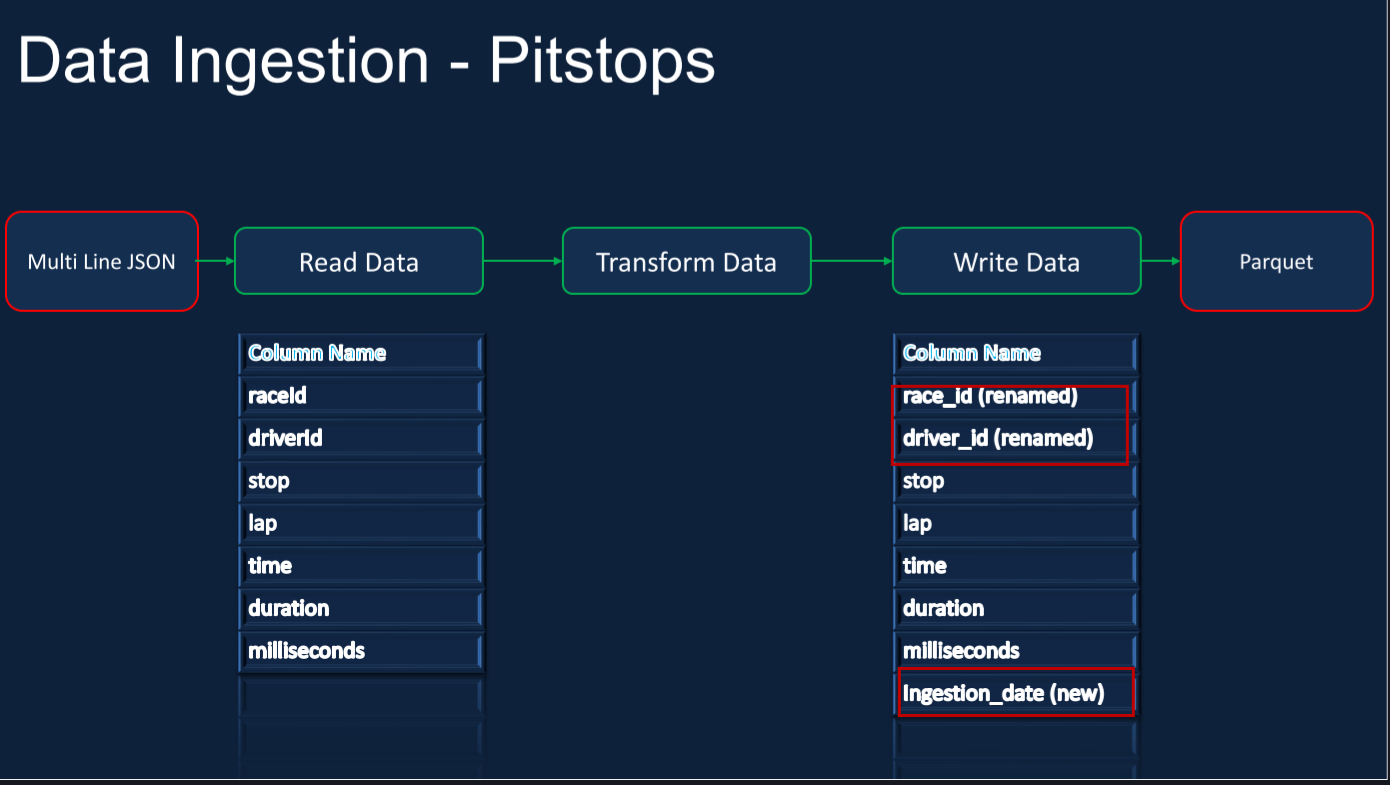 Data Ingestion - Pitstops
Multi Line JSON
Read Data
Transform Data
Write Data
Parquet
Column Name
raceId
driverId
stop
lap
time
duration
milliseconds
Column Name
race_id (renamed)
driver_id (renamed)
stop
lap
time
duration
milliseconds
Ingestion_date (new)